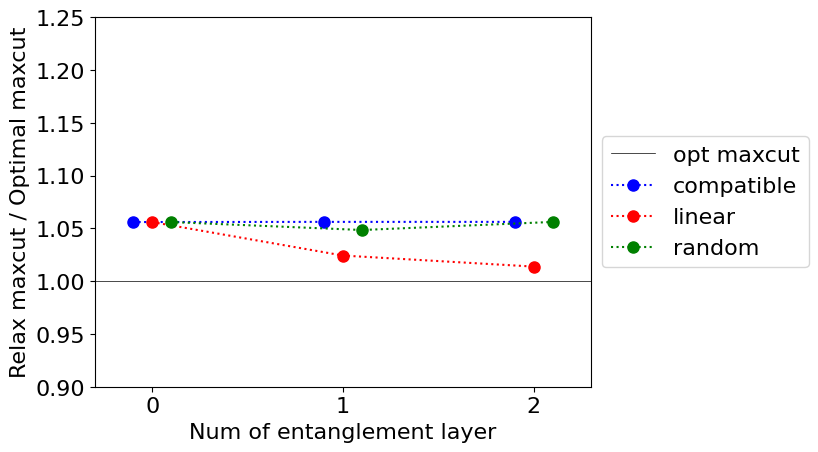 Relax maxcut / Optimal maxcut
1.25
1.20
1.15
1.10
1.05
1.00
0.95
0.90
0 1 2
Num of entanglement layer
opt maxcut
compatible
linear
random